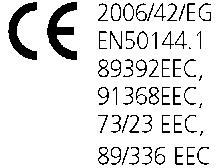 CE
2006/42/EG
EN50144.1
89392EEC,
91368EEC,
73/23 EEC,
89/336 EEC